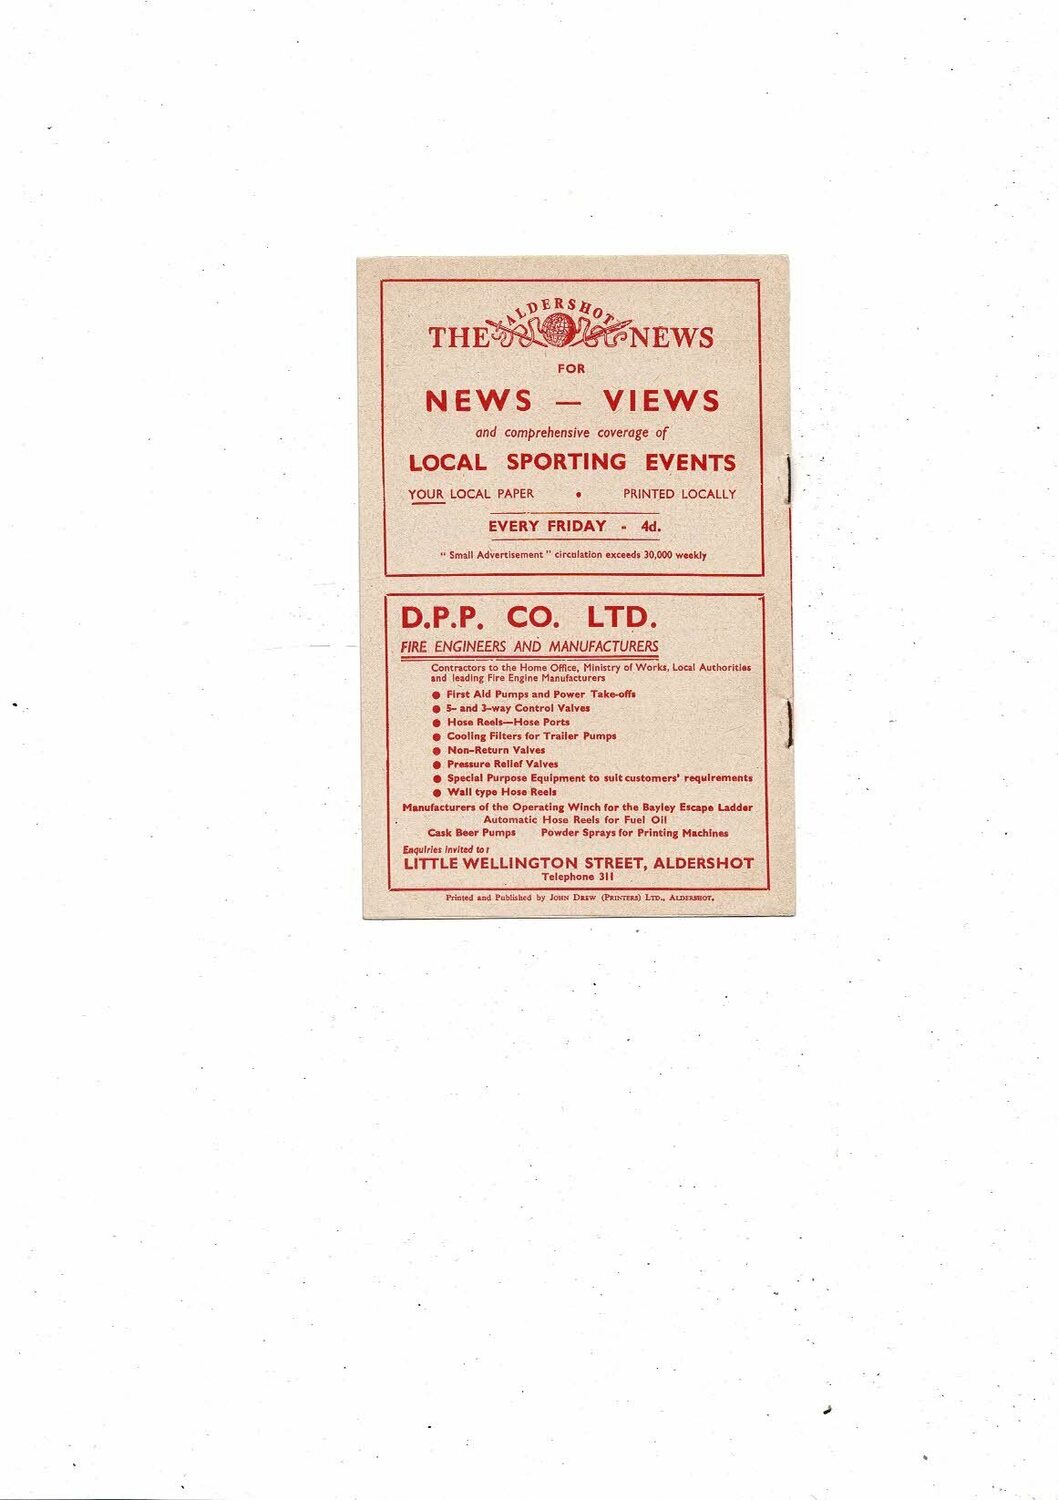 THE ALDERSHOT NEWS
FOR
NEWS — VIEWS
and comprehensive coverage of
LOCAL SPORTING EVENTS
YOUR LOCAL PAPER • PRINTED LOCALLY
EVERY FRIDAY - 4d.
" Small Advertisement " circulation exceeds 30,000 weekly
D.P.P. CO. LTD.
FIRE ENGINEERS AND MANUFACTURERS
Contractors to the Home Office, Ministry of Works, Local Authorities
and leading Fire Engine Manufacturers
● First Aid Pumps and Power Take-offs
● 5- and 3-way Control Valves
● Hose Reels—Hose Ports
● Cooling Filters for Trailer Pumps
● Non-Return Valves
● Pressure Relief Valves
● Special Purpose Equipment to suit customers' requirements
● Wall type Hose Reels
Manufacturers of the Operating Winch for the Bayley Escape Ladder
Automatic Hose Reels for Fuel Oil
Cask Beer Pumps Powder Sprays for Printing Machines
Enquiries invited to:
LITTLE WELLINGTON STREET, ALDERSHOT
Telephone 311
Printed and Published by JOHN DREW (PRINTERS) LTD., ALDERSHOT.